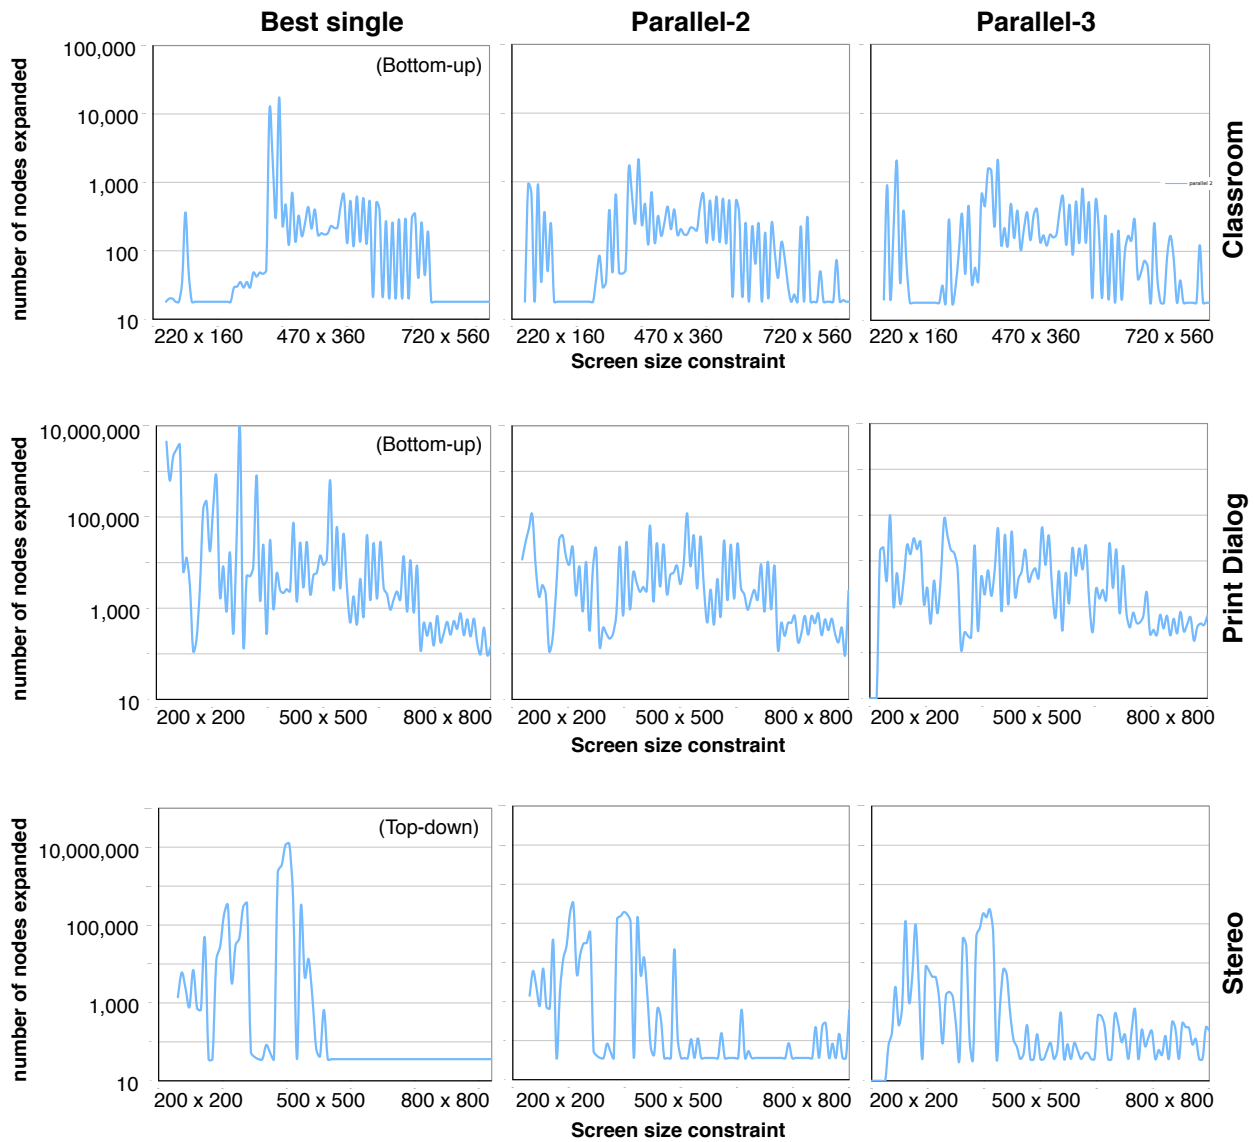 Best single
Parallel-2
Parallel-3
number of nodes expanded
100,000
10,000
1,000
100
10
(Bottom-up)
parallel 2
Classroom
220 x 160 470 x 360 720 x 560
220 x 160 470 x 360 720 x 560
220 x 160 470 x 360 720 x 560
Screen size constraint
number of nodes expanded
10,000,000
100,000
1,000
10
(Bottom-up)
Print Dialog
200 x 200 500 x 500 800 x 800
200 x 200 500 x 500 800 x 800
200 x 200 500 x 500 800 x 800
Screen size constraint
number of nodes expanded
10,000,000
100,000
1,000
10
(Top-down)
Stereo
200 x 200 500 x 500 800 x 800
200 x 200 500 x 500 800 x 800
200 x 200 500 x 500 800 x 800
Screen size constraint